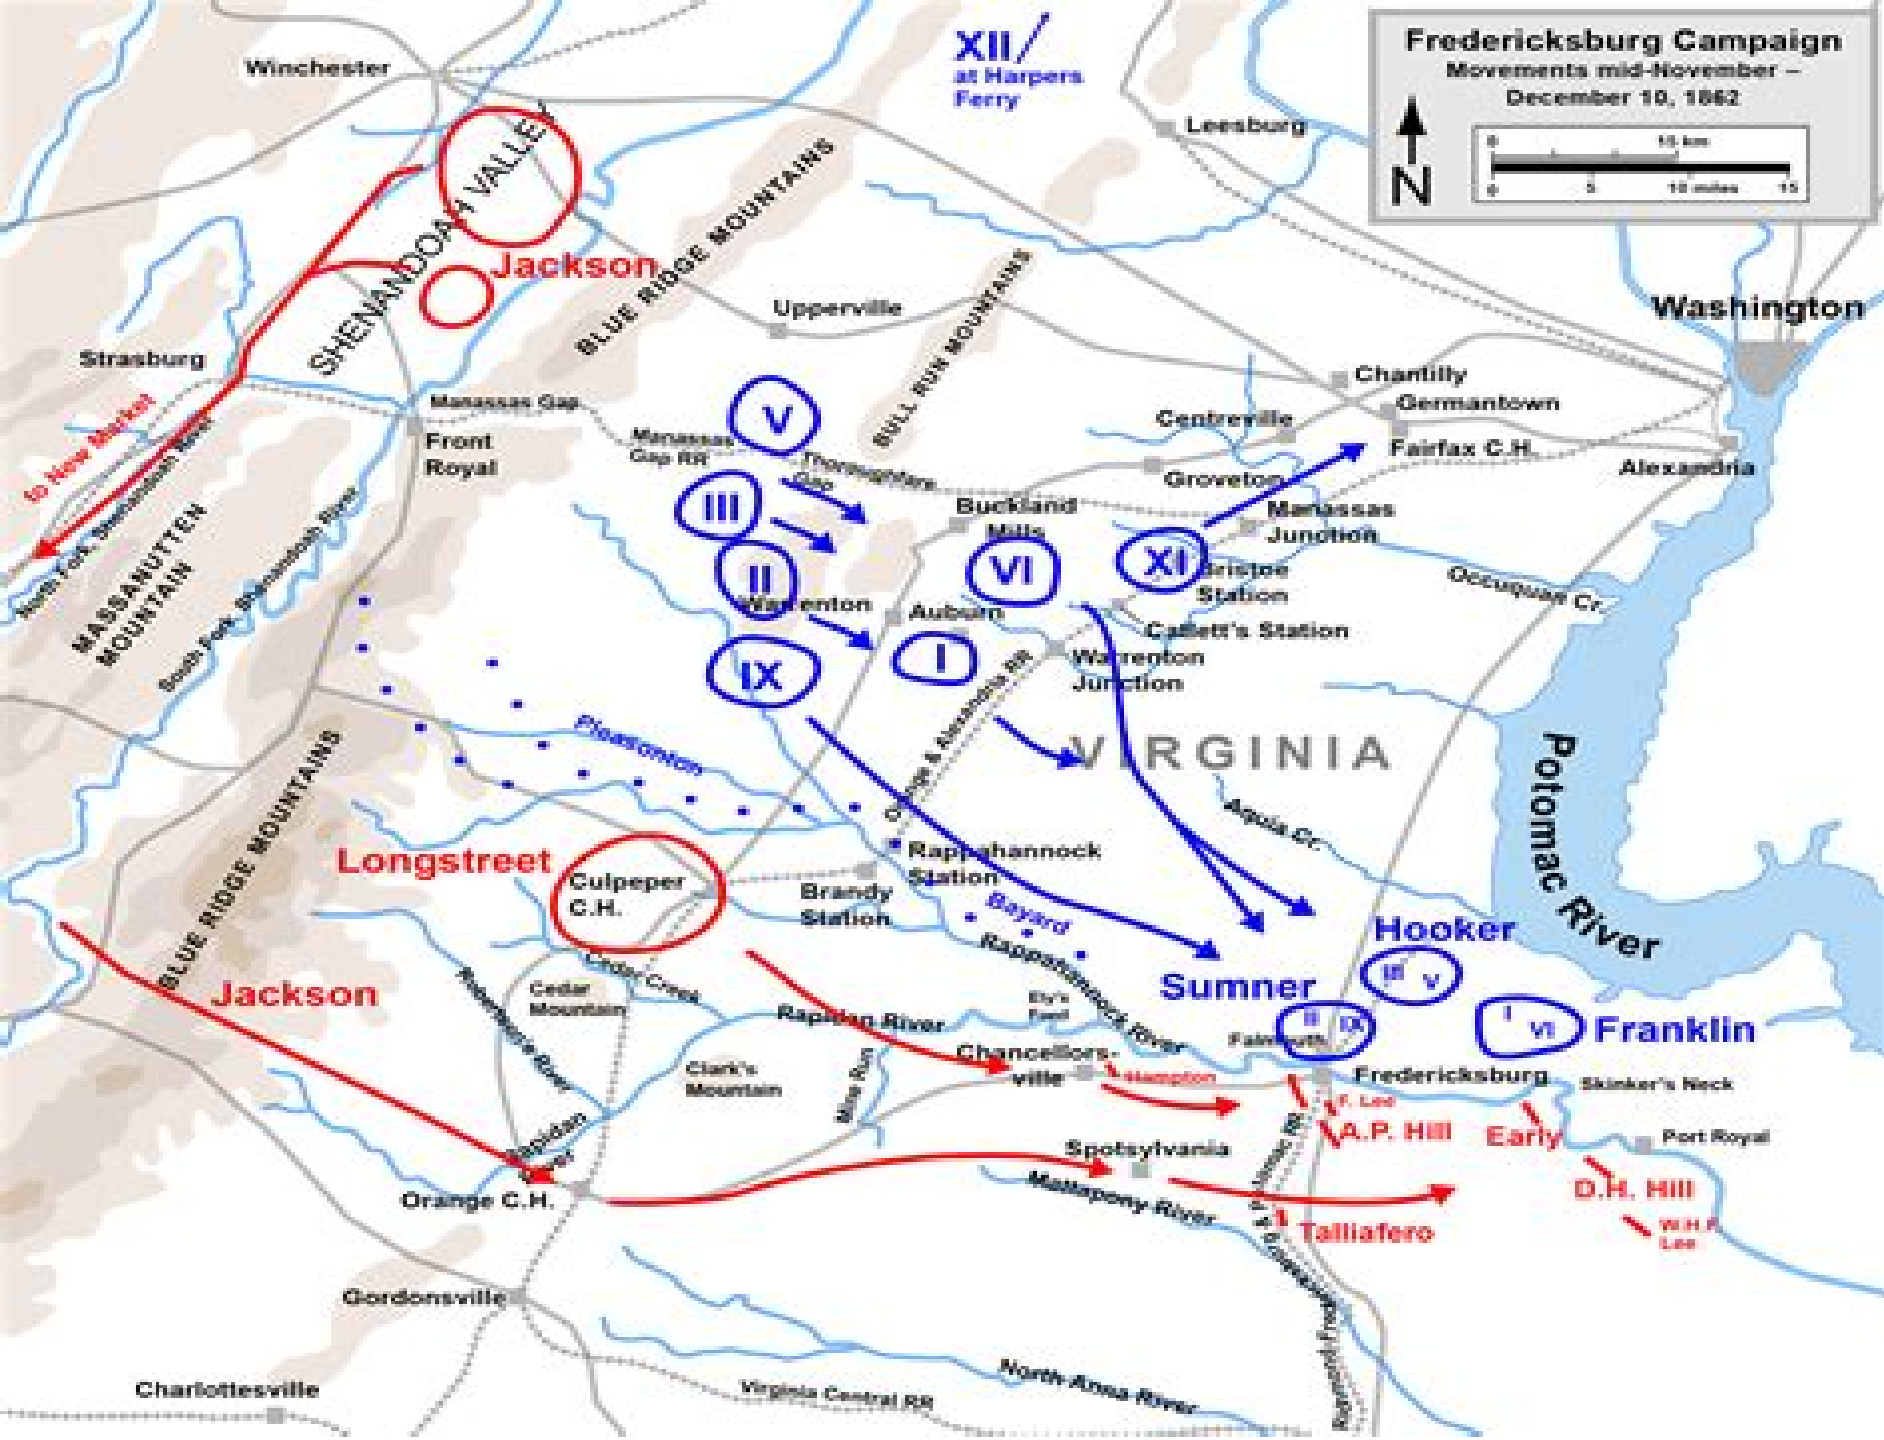 Fredericksburg Campaign
Movements mid-November –
December 10, 1862
N
0
15 km
0
5
10 miles
15
XII/
at Harpers
Ferry
Winchester
Leesburg
SHENANDOAH VALLEY
Jackson
BLUE RIDGE MOUNTAINS
BULL RUN MOUNTAINS
Upperville
Washington
Strasburg
to New Market
Manassas Gap
Front
Royal
Manassas
Gap RR
Thoroughfare
Gap
V
III
II
IX
I
VI
XI
Chantilly
Germantown
Centreville
Fairfax C.H.
Alexandria
Groveton
Buckland
Mills
Manassas
Junction
Bristoe
Station
Occuquan Cr.
Warrenton
Auburn
Catlett's Station
Warrenton
Junction
North Fork, Shenandoah River
MASSANUTTEN
MOUNTAIN
South Fork, Shenandoah River
Orange & Alexandria RR
Pleasonton
VIRGINIA
Potomac River
Aquia Cr.
BLUE RIDGE MOUNTAINS
Longstreet
Culpeper
C.H.
Brandy
Station
Rappahannock
Station
Bayard
Rappahannock River
Hooker
III V
Sumner
II IX
I VI
Franklin
Jackson
Cedar Creek
Cedar
Mountain
Robertson's River
Rapidan River
Ely's
Ford
Falmouth
Clark's
Mountain
Mine Run
Chancellors-
ville
Hampton
Fredericksburg
Skinker's Neck
F. Lee
A.P. Hill
Early
Port Royal
Rapidan
River
Spotsylvania
Orange C.H.
Mattapony River
D.H. Hill
W.H.F.
Lee
Talliafero
Gordonsville
Charlottesville
Virginia Central RR
North Anna River